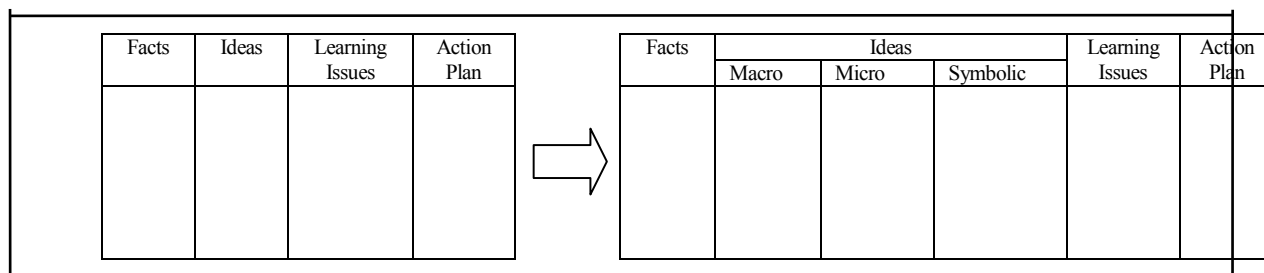 Facts Ideas Learning Issues Action Plan
Facts Ideas Learning Issues Action Plan
Macro Micro Symbolic